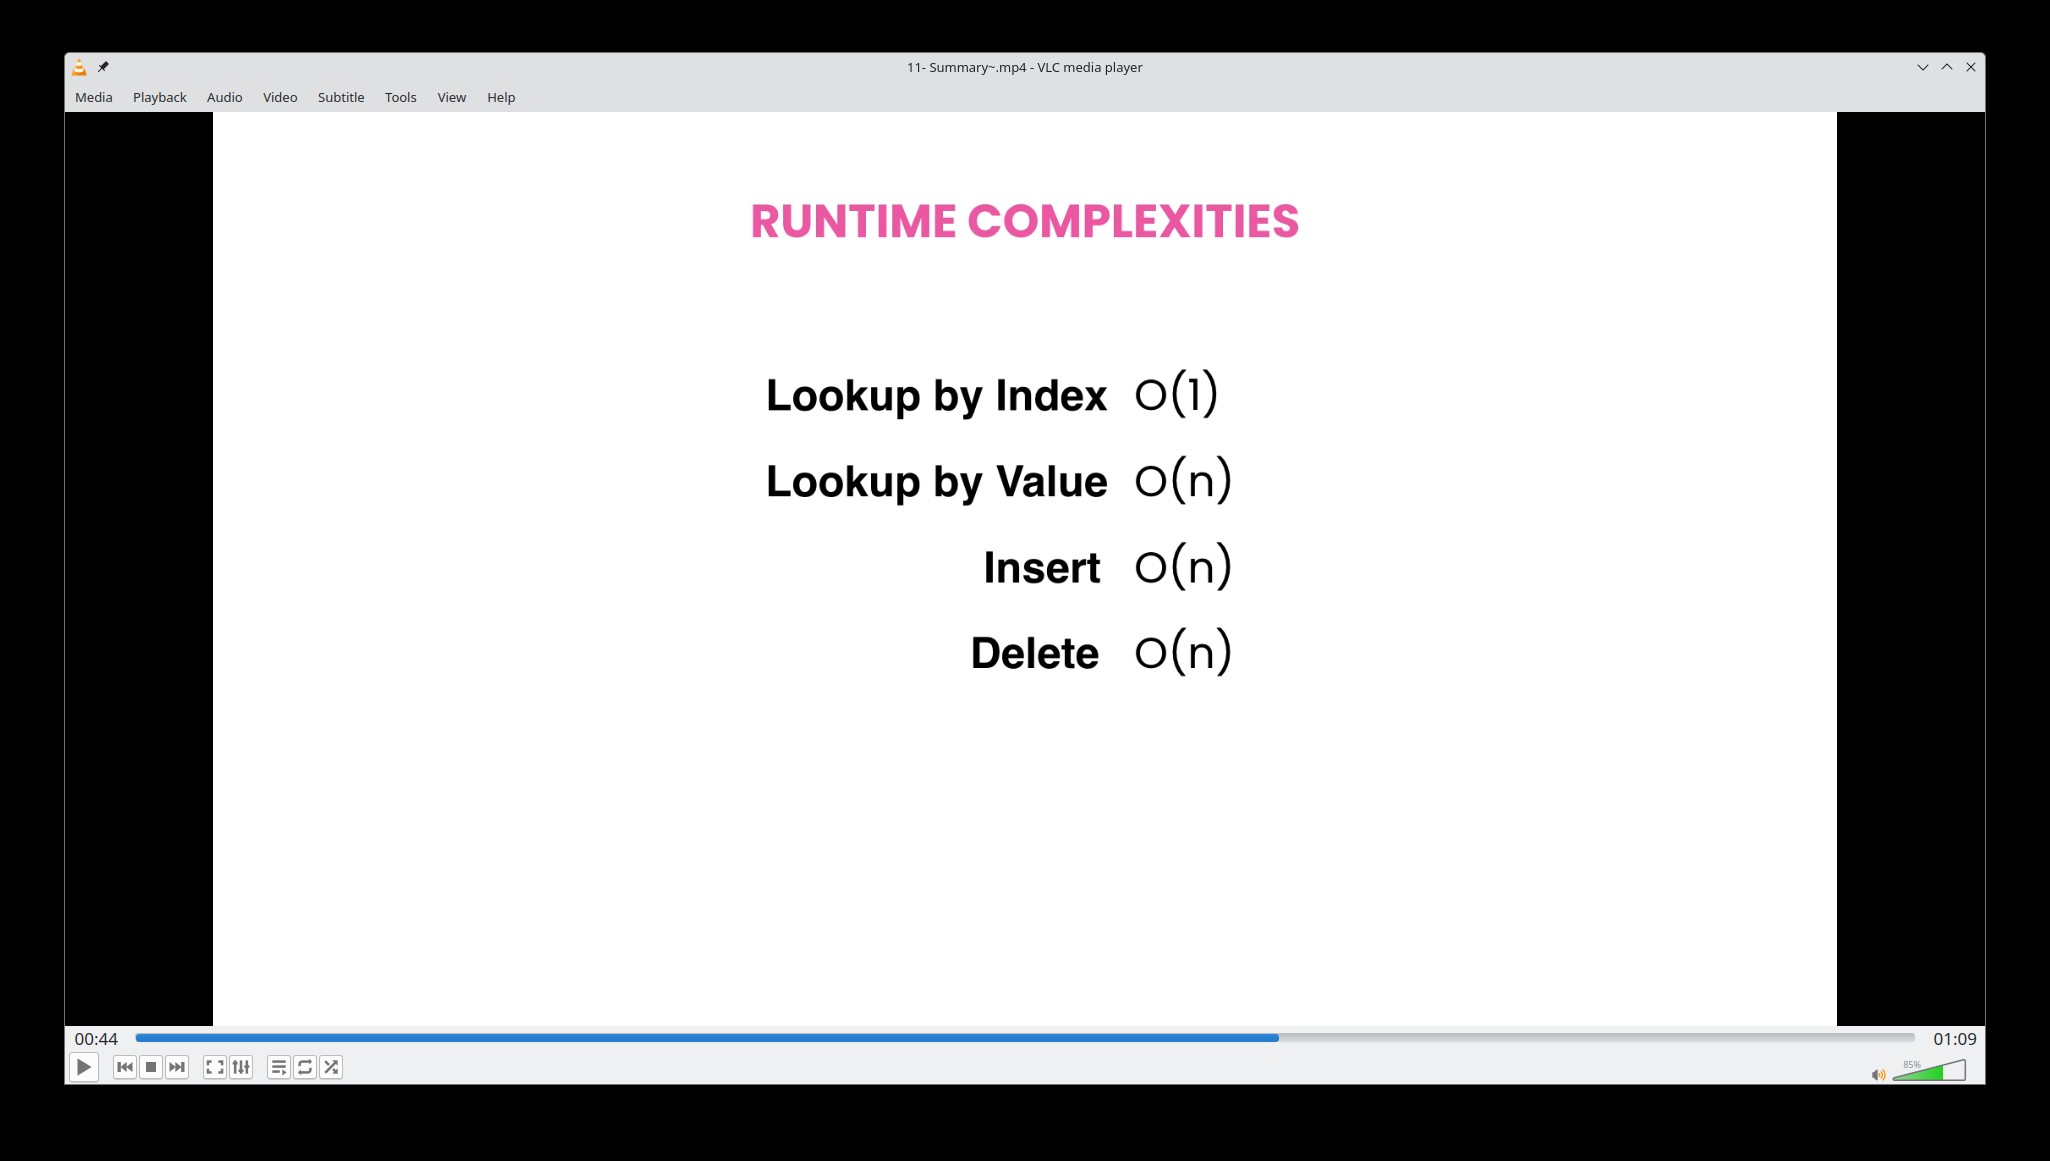 11- Summary~.mp4 - VLC media player
Media Playback Audio Video Subtitle Tools View Help
RUNTIME COMPLEXITIES
Lookup by Index O(1)
Lookup by Value O(n)
Insert O(n)
Delete O(n)
00:44 01:09
85%